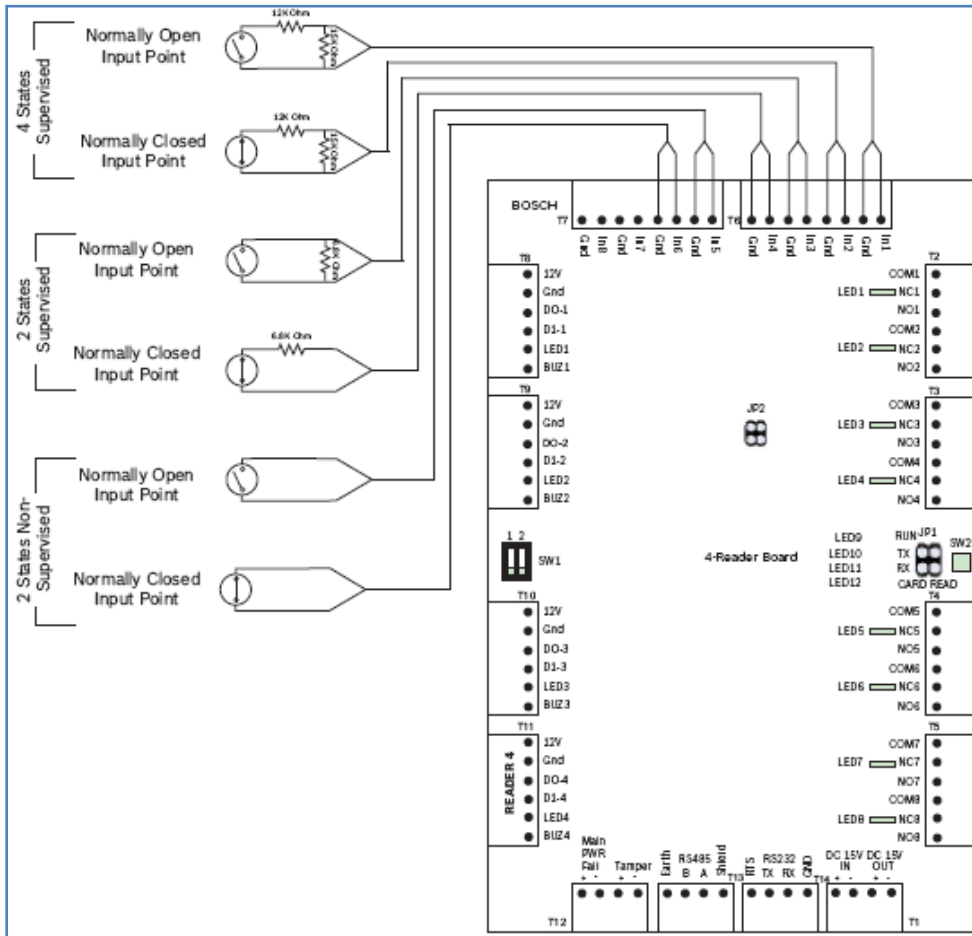 4 States
Supervised
Normally Open
Input Point
12K Ohm
15K Ohm
Normally Closed
Input Point
12K Ohm
15K Ohm
2 States
Supervised
Normally Open
Input Point
6.8K Ohm
Normally Closed
Input Point
6.8K Ohm
2 States Non-
Supervised
Normally Open
Input Point
Normally Closed
Input Point
BOSCH
T7
Gnd
In8
Gnd
In7
Gnd
In6
Gnd
In5
T6
Gnd
In4
Gnd
In3
Gnd
In2
Gnd
In1
T8
12V
Gnd
DO-1
D1-1
LED1
BUZ1
T9
12V
Gnd
DO-2
D1-2
LED2
BUZ2
1 2
SW1
T10
12V
Gnd
DO-3
D1-3
LED3
BUZ3
T11
READER 4
12V
Gnd
DO-4
D1-4
LED4
BUZ4
JP2
4-Reader Board
T2
COM1
LED1 NC1
NO1
COM2
LED2 NC2
NO2
T3
COM3
LED3 NC3
NO3
COM4
LED4 NC4
NO4
LED9 RUN JP1
LED10 TX
LED11 RX
LED12 CARD READ
SW2
T4
COM5
LED5 NC5
NO5
COM6
LED6 NC6
NO6
T5
COM7
LED7 NC7
NO7
COM8
LED8 NC8
NO8
Main
PWR
Fail
+ -
Tamper
+ -
T12
Earth
RS485
B A
Shield
T13
RTS
RS232
TX RX
GND
T14
DC 15V
IN
+ -
DC 15V
OUT
+ -
T1